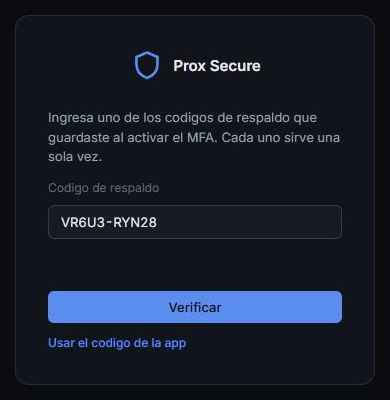 Prox Secure
Ingresa uno de los codigos de respaldo que
guardaste al activar el MFA. Cada uno sirve una
sola vez.
Codigo de respaldo
VR6U3-RYN28
Verificar
Usar el codigo de la app